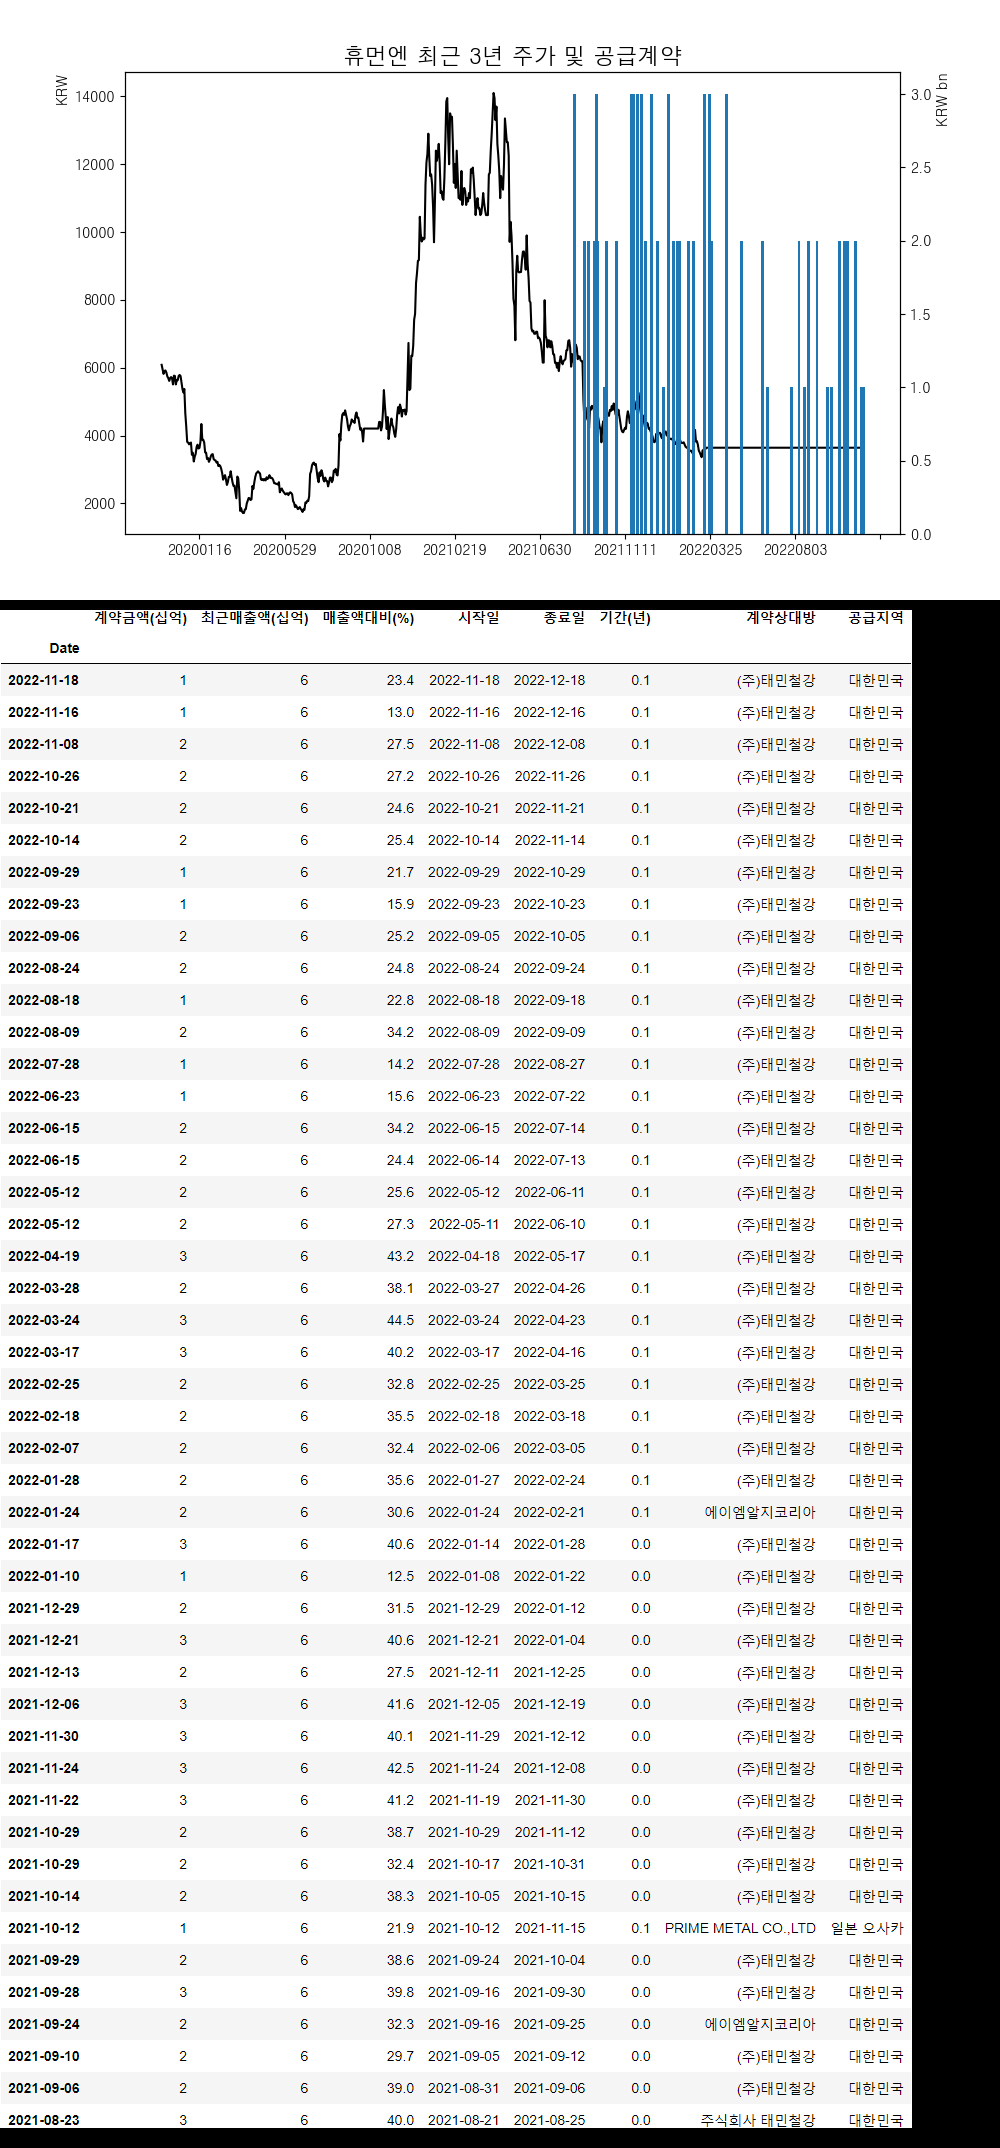 휴먼엔 최근 3년 주가 및 공급계약
KRW
KRW bn
14000
12000
10000
8000
6000
4000
2000
3.0
2.5
2.0
1.5
1.0
0.5
0.0
20200116 20200529 20201008 20210219 20210630 20211111 20220325 20220803
계약금액(십억) 최근매출액(십억) 매출액대비(%) 시작일 종료일 기간(년) 계약상대방 공급지역
Date
2022-11-18 1 6 23.4 2022-11-18 2022-12-18 0.1 (주)태민철강 대한민국
2022-11-16 1 6 13.0 2022-11-16 2022-12-16 0.1 (주)태민철강 대한민국
2022-11-08 2 6 27.5 2022-11-08 2022-12-08 0.1 (주)태민철강 대한민국
2022-10-26 2 6 27.2 2022-10-26 2022-11-26 0.1 (주)태민철강 대한민국
2022-10-21 2 6 24.6 2022-10-21 2022-11-21 0.1 (주)태민철강 대한민국
2022-10-14 2 6 25.4 2022-10-14 2022-11-14 0.1 (주)태민철강 대한민국
2022-09-29 1 6 21.7 2022-09-29 2022-10-29 0.1 (주)태민철강 대한민국
2022-09-23 1 6 15.9 2022-09-23 2022-10-23 0.1 (주)태민철강 대한민국
2022-09-06 2 6 25.2 2022-09-05 2022-10-05 0.1 (주)태민철강 대한민국
2022-08-24 2 6 24.8 2022-08-24 2022-09-24 0.1 (주)태민철강 대한민국
2022-08-18 1 6 22.8 2022-08-18 2022-09-18 0.1 (주)태민철강 대한민국
2022-08-09 2 6 34.2 2022-08-09 2022-09-09 0.1 (주)태민철강 대한민국
2022-07-28 1 6 14.2 2022-07-28 2022-08-27 0.1 (주)태민철강 대한민국
2022-06-23 1 6 15.6 2022-06-23 2022-07-22 0.1 (주)태민철강 대한민국
2022-06-15 2 6 34.2 2022-06-15 2022-07-14 0.1 (주)태민철강 대한민국
2022-06-15 2 6 24.4 2022-06-14 2022-07-13 0.1 (주)태민철강 대한민국
2022-05-12 2 6 25.6 2022-05-12 2022-06-11 0.1 (주)태민철강 대한민국
2022-05-12 2 6 27.3 2022-05-11 2022-06-10 0.1 (주)태민철강 대한민국
2022-04-19 3 6 43.2 2022-04-18 2022-05-17 0.1 (주)태민철강 대한민국
2022-03-28 2 6 38.1 2022-03-27 2022-04-26 0.1 (주)태민철강 대한민국
2022-03-24 3 6 44.5 2022-03-24 2022-04-23 0.1 (주)태민철강 대한민국
2022-03-17 3 6 40.2 2022-03-17 2022-04-16 0.1 (주)태민철강 대한민국
2022-02-25 2 6 32.8 2022-02-25 2022-03-25 0.1 (주)태민철강 대한민국
2022-02-18 2 6 35.5 2022-02-18 2022-03-18 0.1 (주)태민철강 대한민국
2022-02-07 2 6 32.4 2022-02-06 2022-03-05 0.1 (주)태민철강 대한민국
2022-01-28 2 6 35.6 2022-01-27 2022-02-24 0.1 (주)태민철강 대한민국
2022-01-24 2 6 30.6 2022-01-24 2022-02-21 0.1 에이엠알지코리아 대한민국
2022-01-17 3 6 40.6 2022-01-14 2022-01-28 0.0 (주)태민철강 대한민국
2022-01-10 1 6 12.5 2022-01-08 2022-01-22 0.0 (주)태민철강 대한민국
2021-12-29 2 6 31.5 2021-12-29 2022-01-12 0.0 (주)태민철강 대한민국
2021-12-21 3 6 40.6 2021-12-21 2022-01-04 0.0 (주)태민철강 대한민국
2021-12-13 2 6 27.5 2021-12-11 2021-12-25 0.0 (주)태민철강 대한민국
2021-12-06 3 6 41.6 2021-12-05 2021-12-19 0.0 (주)태민철강 대한민국
2021-11-30 3 6 40.1 2021-11-29 2021-12-12 0.0 (주)태민철강 대한민국
2021-11-24 3 6 42.5 2021-11-24 2021-12-08 0.0 (주)태민철강 대한민국
2021-11-22 3 6 41.2 2021-11-19 2021-11-30 0.0 (주)태민철강 대한민국
2021-10-29 2 6 38.7 2021-10-29 2021-11-12 0.0 (주)태민철강 대한민국
2021-10-29 2 6 32.4 2021-10-17 2021-10-31 0.0 (주)태민철강 대한민국
2021-10-14 2 6 38.3 2021-10-05 2021-10-15 0.0 (주)태민철강 대한민국
2021-10-12 1 6 21.9 2021-10-12 2021-11-15 0.1 PRIME METAL CO.,LTD 일본 오사카
2021-09-29 2 6 38.6 2021-09-24 2021-10-04 0.0 (주)태민철강 대한민국
2021-09-28 3 6 39.8 2021-09-16 2021-09-30 0.0 (주)태민철강 대한민국
2021-09-24 2 6 32.3 2021-09-16 2021-09-25 0.0 에이엠알지코리아 대한민국
2021-09-10 2 6 29.7 2021-09-05 2021-09-12 0.0 (주)태민철강 대한민국
2021-09-06 2 6 39.0 2021-08-31 2021-09-06 0.0 (주)태민철강 대한민국
2021-08-23 3 6 40.0 2021-08-21 2021-08-25 0.0 주식회사 태민철강 대한민국